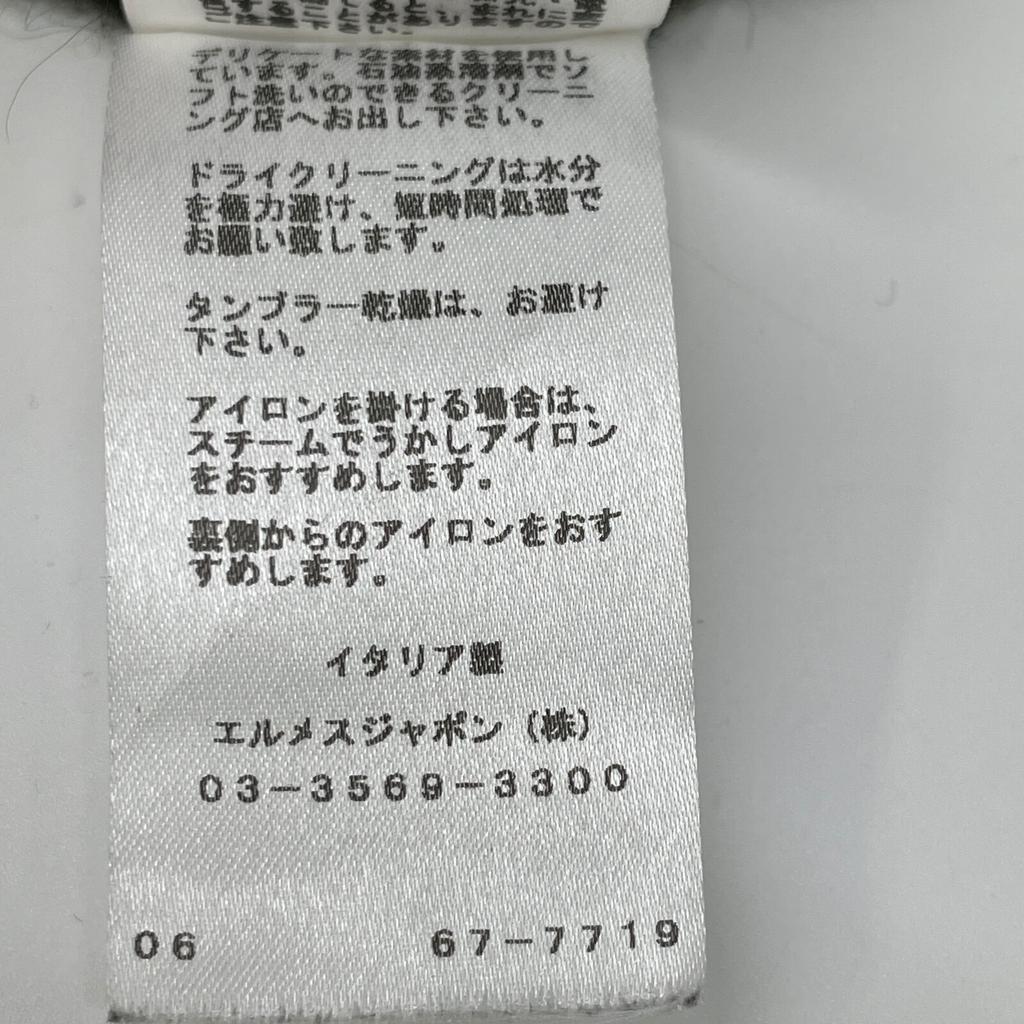 デリケートな素材を使用し
ています。石油系溶剤でソ
フト洗いのできるクリーニ
ング店へお出し下さい。
ドライクリーニングは水分
を極力避け、短時間処理で
お願い致します。
タンブラー乾燥は、お避け
下さい。
アイロンを掛ける場合は、
スチームでうかしアイロン
をおすすめします。
裏側からのアイロンをおす
すめします。
イタリア製
エルメスジャポン(株)
03-3569-3300
06 67-7719